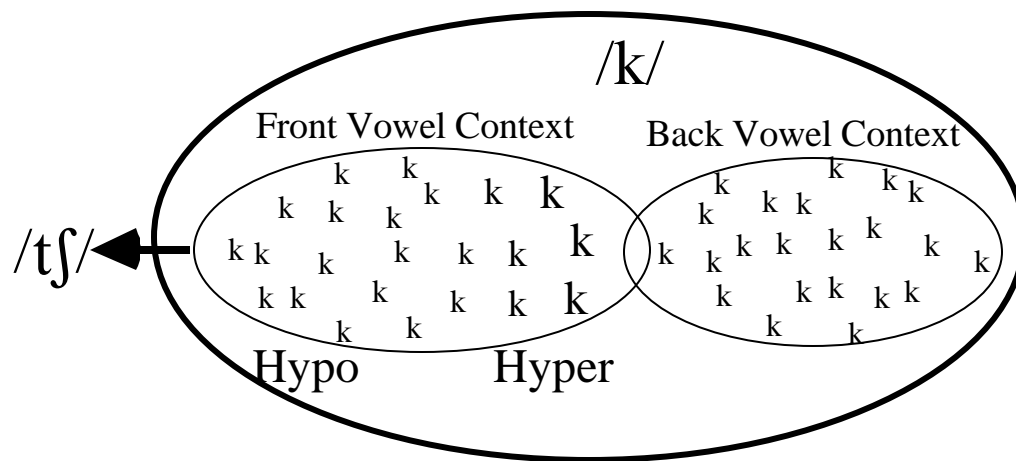 /k/
Front Vowel Context
Back Vowel Context
/tʃ/
k k
k k k
k k k
k k k k k k
k
k k k k k k
k k
k k k k
k k k k
k k k k k k k
k k k k k
k k
Hypo
Hyper